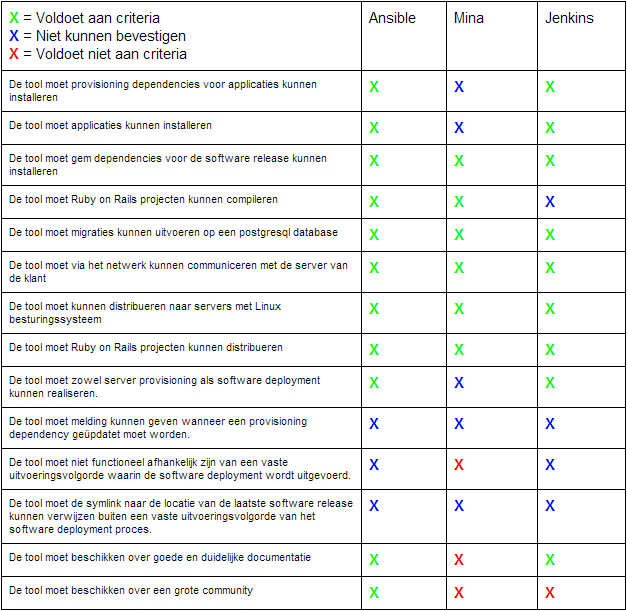 X = Voldoet aan criteria
X = Niet kunnen bevestigen
X = Voldoet niet aan criteria
Ansible
Mina
Jenkins
De tool moet provisioning dependencies voor applicaties kunnen
installeren
X X X
De tool moet applicaties kunnen installeren
X X X
De tool moet gem dependencies voor de software release kunnen
installeren
X X X
De tool moet Ruby on Rails projecten kunnen compileren
X X X
De tool moet migraties kunnen uitvoeren op een postgresql database
X X X
De tool moet via het netwerk kunnen communiceren met de server van
de klant
X X X
De tool moet kunnen distribueren naar servers met Linux
besturingssysteem
X X X
De tool moet Ruby on Rails projecten kunnen distribueren
X X X
De tool moet zowel server provisioning als software deployment
kunnen realiseren.
X X X
De tool moet melding kunnen geven wanneer een provisioning
dependency geüpdatet moet worden.
X X X
De tool moet niet functioneel afhankelijk zijn van een vaste
uitvoeringsvolgorde waarin de software deployment wordt uitgevoerd.
X X X
De tool moet de symlink naar de locatie van de laatste software release
kunnen verwijzen buiten een vaste uitvoeringsvolgorde van het
software deployment proces.
X X X
De tool moet beschikken over goede en duidelijke documentatie
X X X
De tool moet beschikken over een grote community
X X X